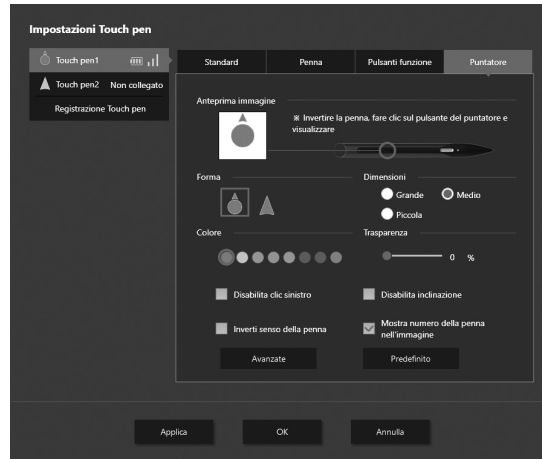 Impostazioni Touch pen
Touch pen1
Touch pen2 Non collegato
Registrazione Touch pen
Standard Penna Pulsanti funzione Puntatore
Anteprima immagine
※ Invertire la penna, fare clic sul pulsante del puntatore e
visualizzare
Forma Dimensioni
Grande Medio
Piccola
Colore Trasparenza
0 %
Disabilita clic sinistro Disabilita inclinazione
Inverti senso della penna Mostra numero della penna
nell'immagine
Avanzate Predefinito
Applica OK Annulla